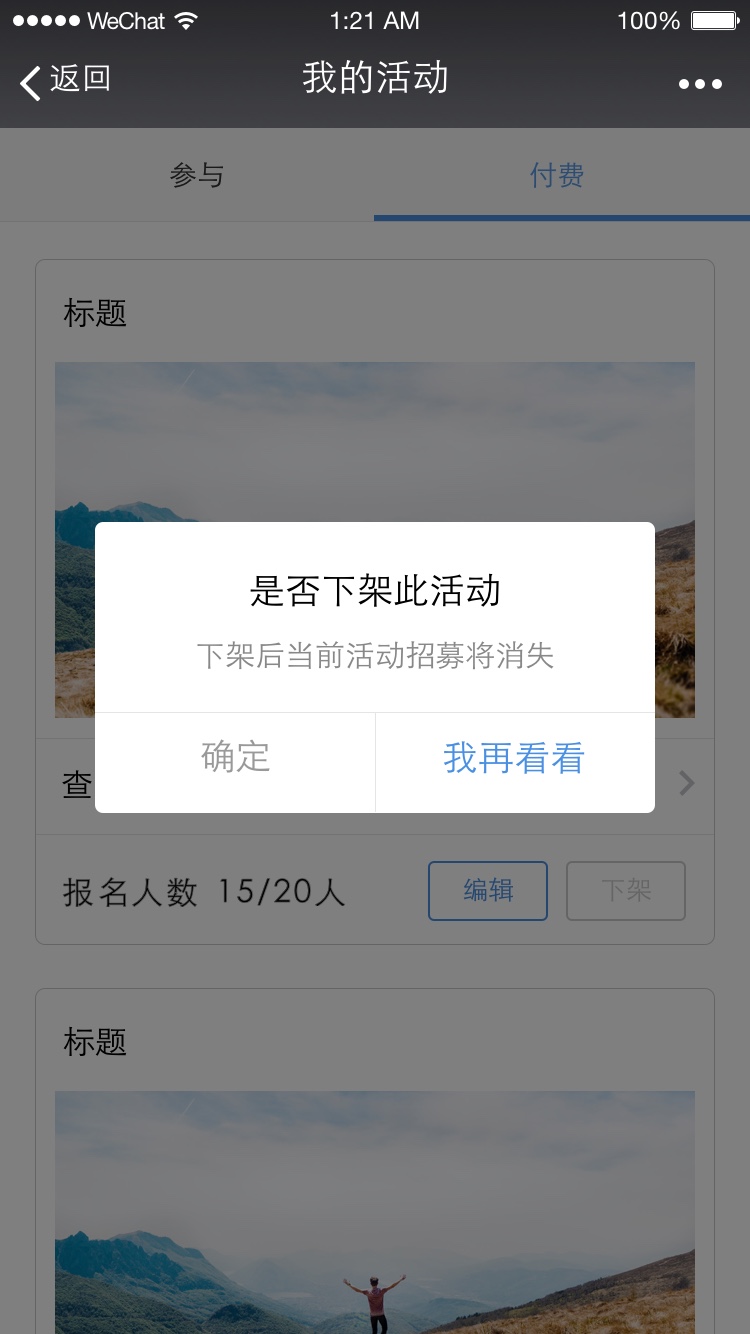 WeChat 1:21 AM 100%
返回 我的活动
参与 付费
标题
是否下架此活动
下架后当前活动招募将消失
确定 我再看看
查
报名人数 15/20人 编辑 下架
标题